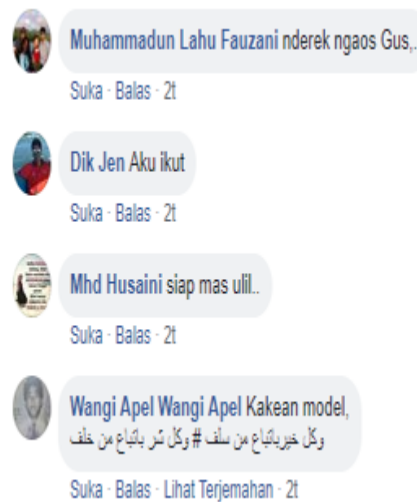 Muhammadun Lahu Fauzani nderek ngaos Gus,.
Suka · Balas · 2t
Dik Jen Aku ikut
Suka · Balas · 2t
Mhd Husaini siap mas ulil..
Suka · Balas · 2t
Wangi Apel Wangi Apel Kakean model,
وكل خيرباتباع من سلف # وكل شر باتباع من خلف
Suka · Balas · Lihat Terjemahan · 2t